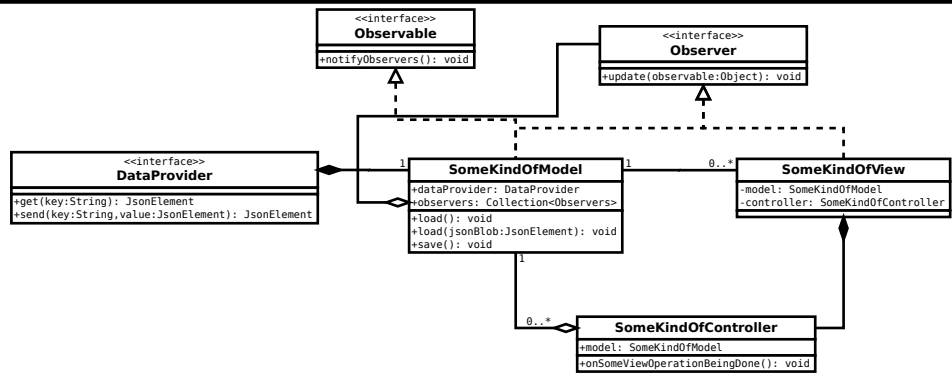 <<interface>>
Observable
+notifyObservers(): void
<<interface>>
Observer
+update(observable:Object): void
<<interface>>
DataProvider
+get(key:String): JsonElement
+send(key:String,value:JsonElement): JsonElement
1
SomeKindOfModel
+dataProvider: DataProvider
+observers: Collection<Observers>
+load(): void
+load(jsonBlob:JsonElement): void
+save(): void
1
0..*
SomeKindOfView
-model: SomeKindOfModel
-controller: SomeKindOfController
1
0..*
SomeKindOfController
+model: SomeKindOfModel
+onSomeViewOperationBeingDone(): void